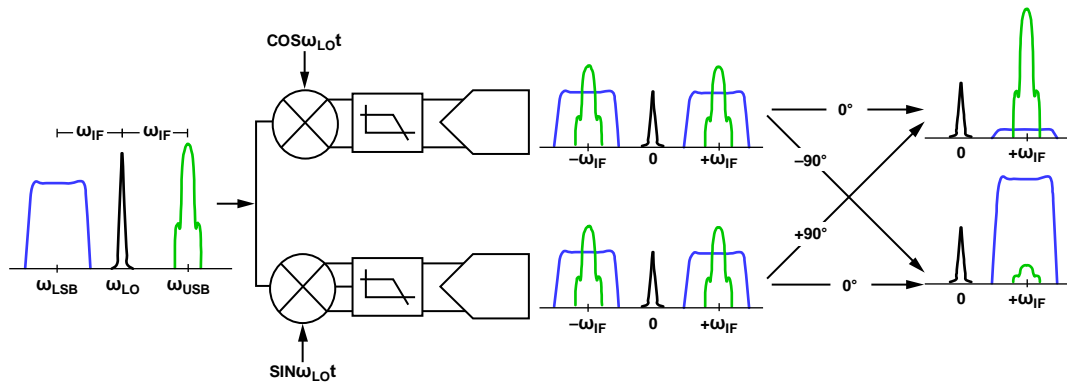 COSωLOt
ωIF ωIF
ωLSB ωLO ωUSB
SINωLOt
–ωIF 0 +ωIF
–ωIF 0 +ωIF
0°
–90°
+90°
0°
0 +ωIF
0 +ωIF